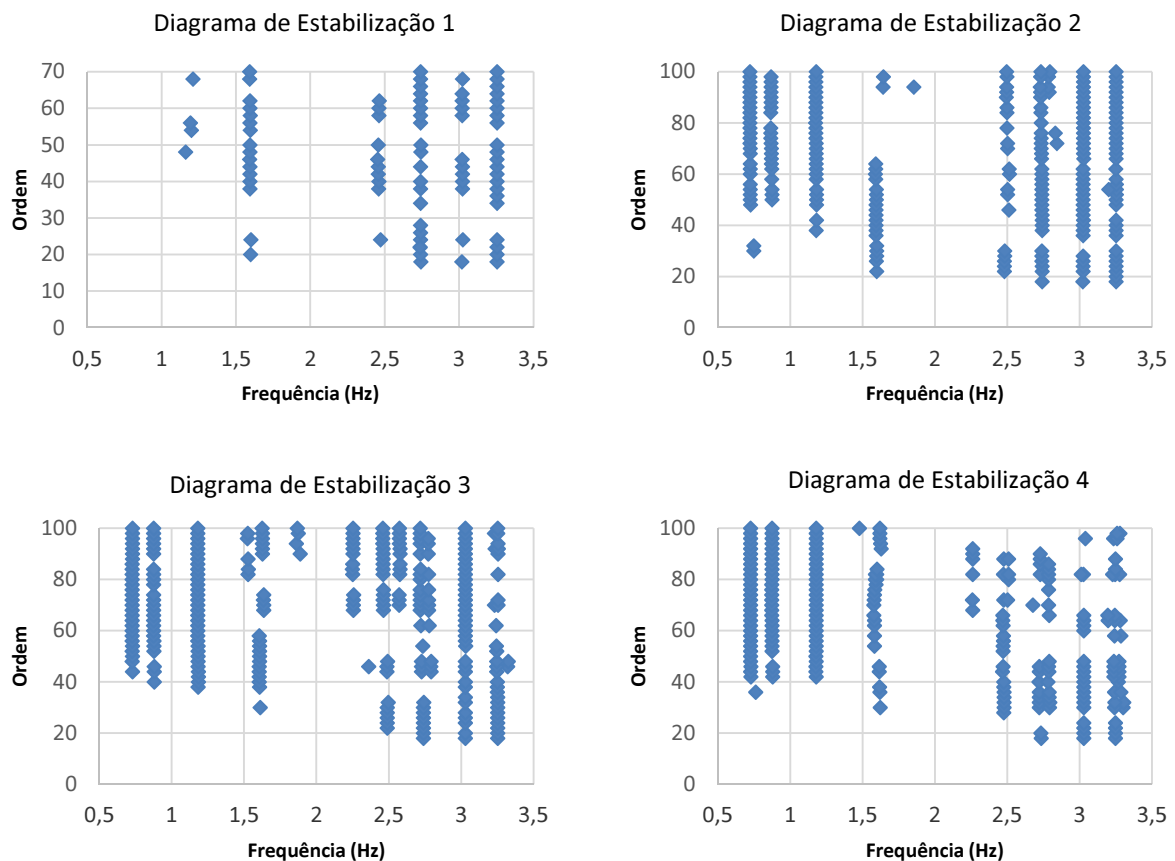 Diagrama de Estabilização 1
70
60
50
40
30
20
10
0
0,5 1 1,5 2 2,5 3 3,5
Ordem
Frequência (Hz)
Diagrama de Estabilização 2
100
80
60
40
20
0
0,5 1 1,5 2 2,5 3 3,5
Ordem
Frequência (Hz)
Diagrama de Estabilização 3
100
80
60
40
20
0
0,5 1 1,5 2 2,5 3 3,5
Ordem
Frequência (Hz)
Diagrama de Estabilização 4
100
80
60
40
20
0
0,5 1 1,5 2 2,5 3 3,5
Ordem
Frequência (Hz)